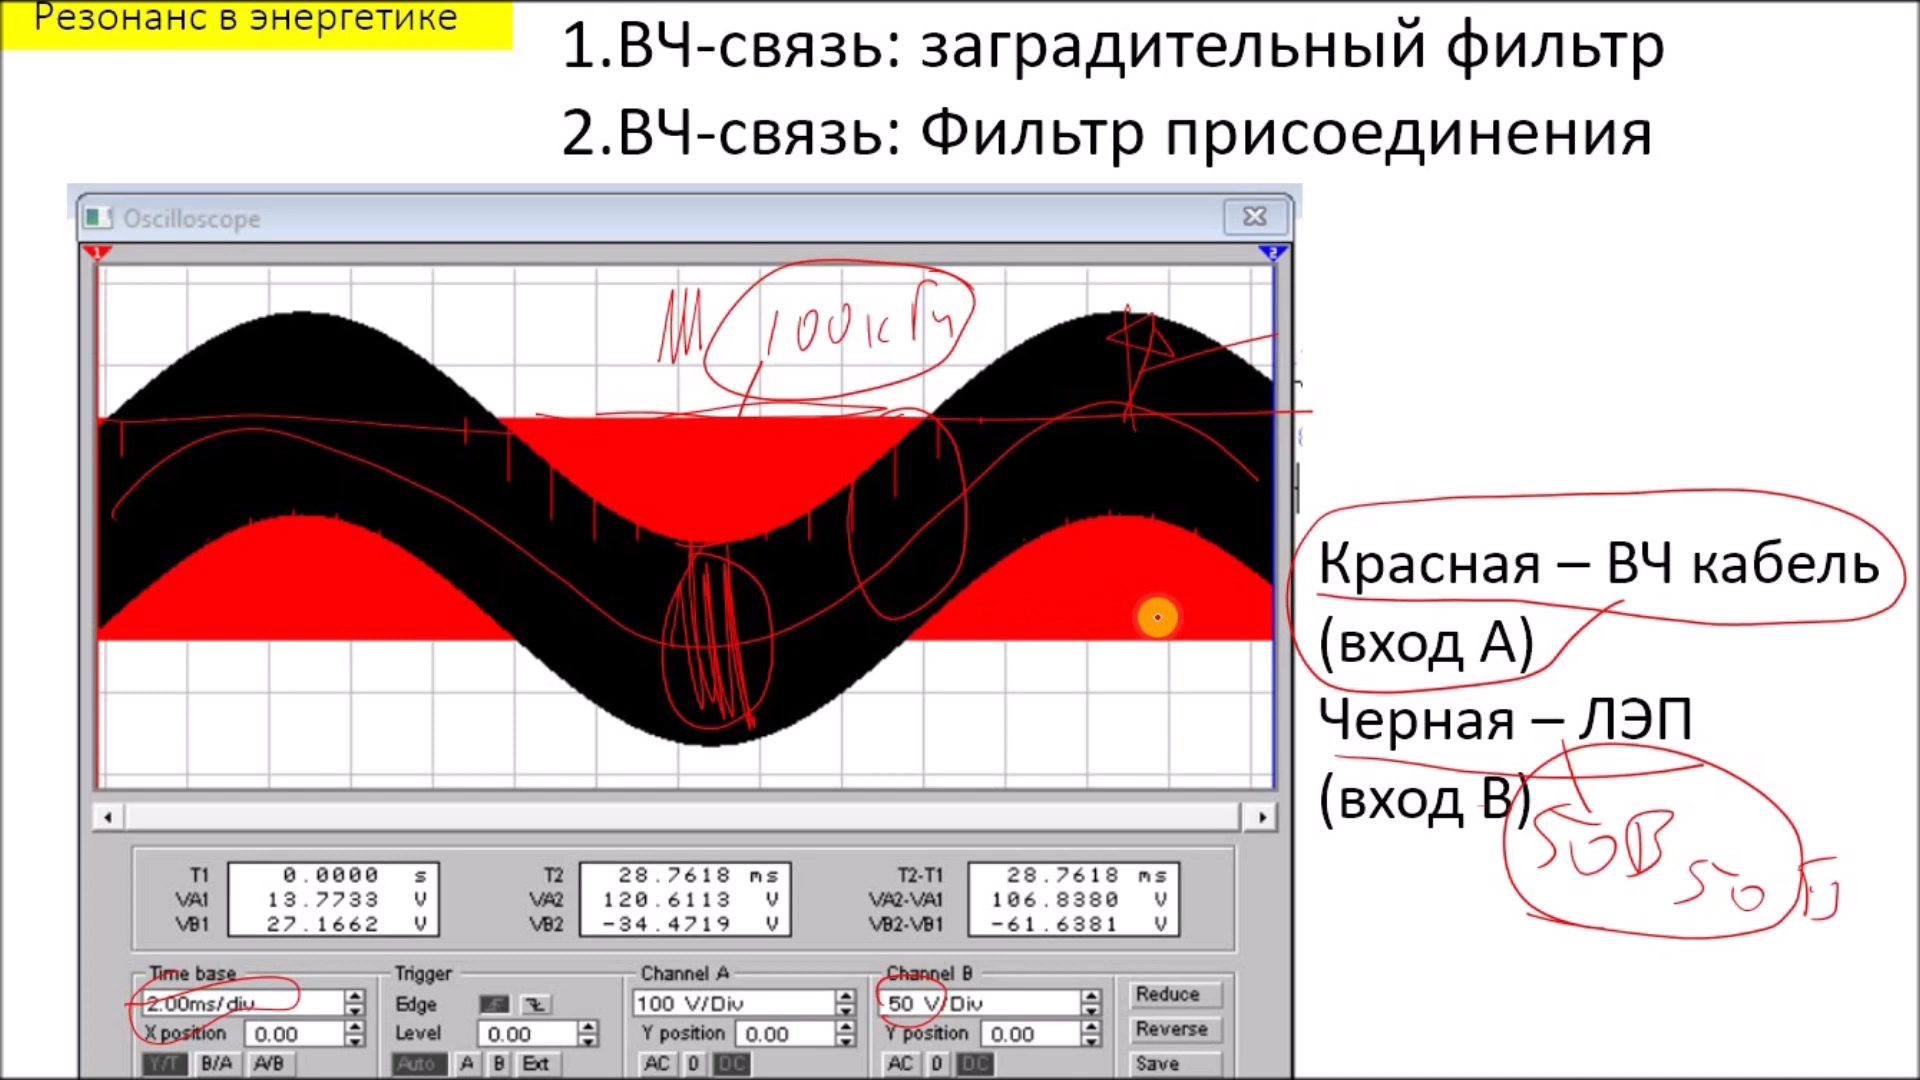 Резонанс в энергетике
1.ВЧ-связь: заградительный фильтр
2.ВЧ-связь: Фильтр присоединения
Oscilloscope
1
2
100кГц
Красная – ВЧ кабель
(вход А)
Черная – ЛЭП
(вход В)
50В
50 Гц
T1 0.0000 s
VA1 13.7733 V
VB1 27.1662 V
T2 28.7618 ms
VA2 120.6113 V
VB2 -34.4719 V
T2-T1 28.7618 ms
VA2-VA1 106.8380 V
VB2-VB1 -61.6381 V
Time base
2.00ms/div
X position 0.00
Y/T B/A A/B
Trigger
Edge
Level 0.00
Auto A B Ext
Channel A
100 V/Div
Y position 0.00
AC 0 DC
Channel B
50 V/Div
Y position 0.00
AC 0 DC
Reduce
Reverse
Save